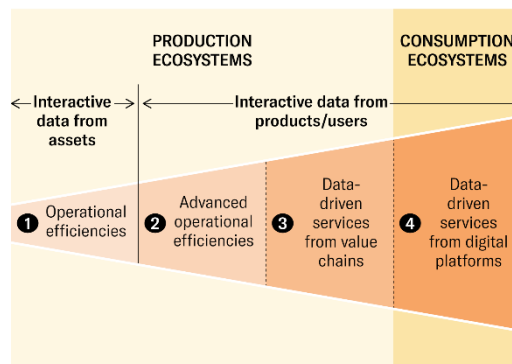 PRODUCTION
ECOSYSTEMS
CONSUMPTION
ECOSYSTEMS
Interactive
data from
assets
Interactive data from
products/users
1 Operational
efficiencies
2 Advanced
operational
efficiencies
3 Data-
driven
services
from value
chains
4 Data-
driven
services
from digital
platforms